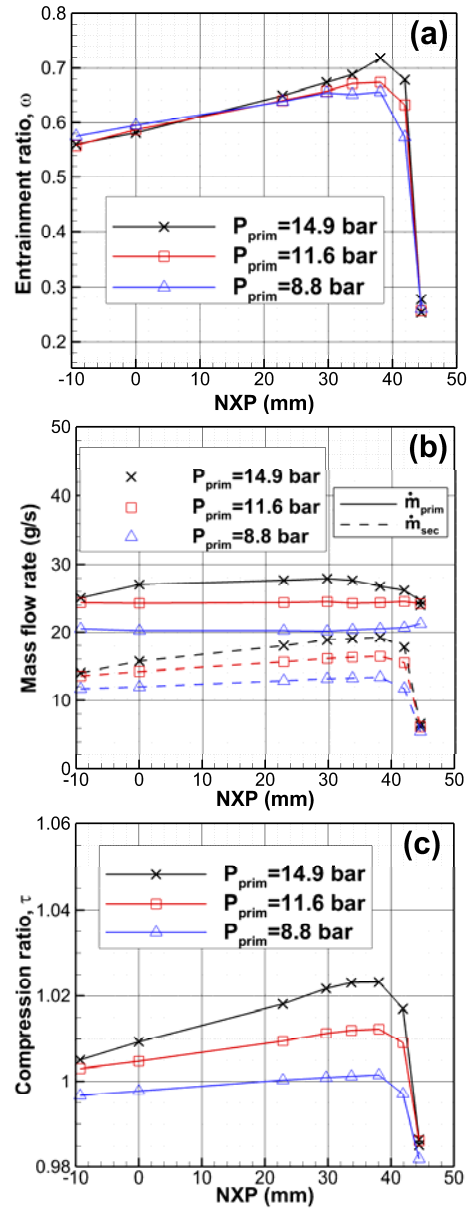 (a)
0.8
0.7
0.6
0.5
0.4
0.3
0.2
Entrainment ratio, ω
P_prim=14.9 bar
P_prim=11.6 bar
P_prim=8.8 bar
-10 0 10 20 30 40 50
NXP (mm)
(b)
50
40
30
20
10
0
Mass flow rate (g/s)
P_prim=14.9 bar
P_prim=11.6 bar
P_prim=8.8 bar
ṁ_prim
ṁ_sec
-10 0 10 20 30 40 50
NXP (mm)
(c)
1.06
1.04
1.02
1
0.98
Compression ratio, τ
P_prim=14.9 bar
P_prim=11.6 bar
P_prim=8.8 bar
-10 0 10 20 30 40 50
NXP (mm)